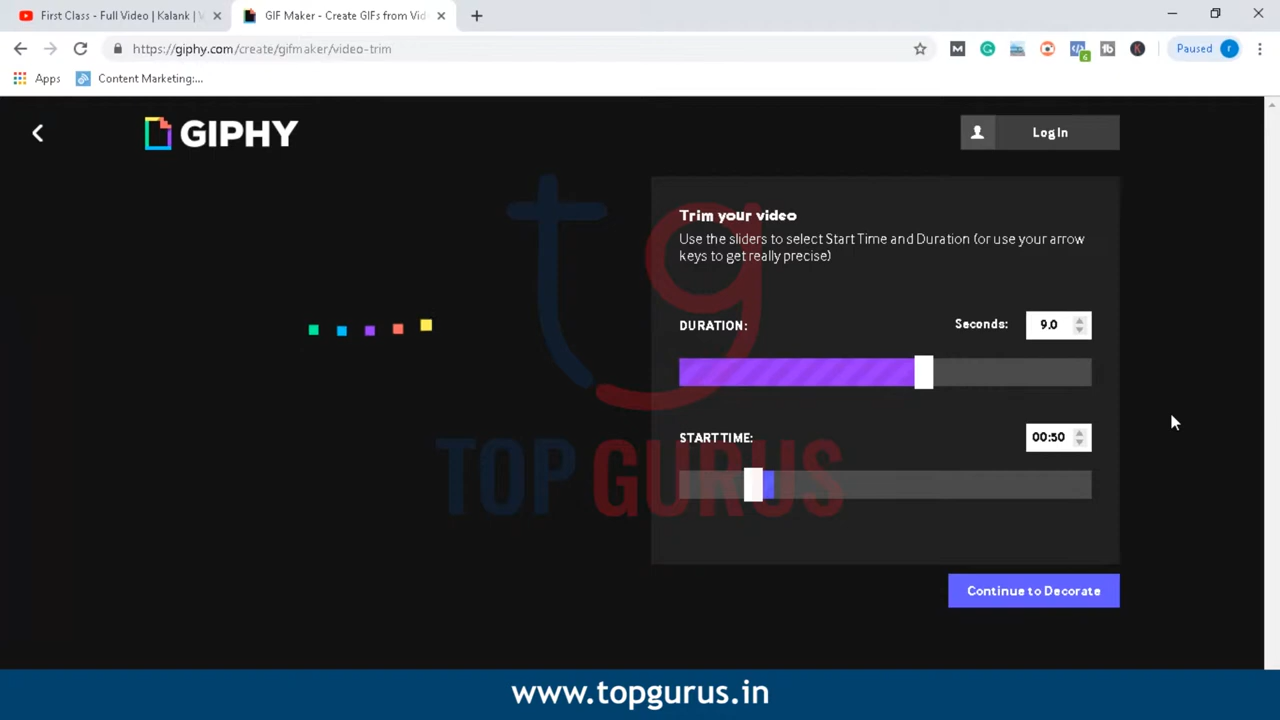 First Class - Full Video | Kalank | V
GIF Maker - Create GIFs from Vid
https://giphy.com/create/gifmaker/video-trim
Paused r
Apps Content Marketing:...
GIPHY
Log In
Trim your video
Use the sliders to select Start Time and Duration (or use your arrow
keys to get really precise)
DURATION: Seconds: 9.0
START TIME: 00:50
tg
TOP GURUS
Continue to Decorate
www.topgurus.in